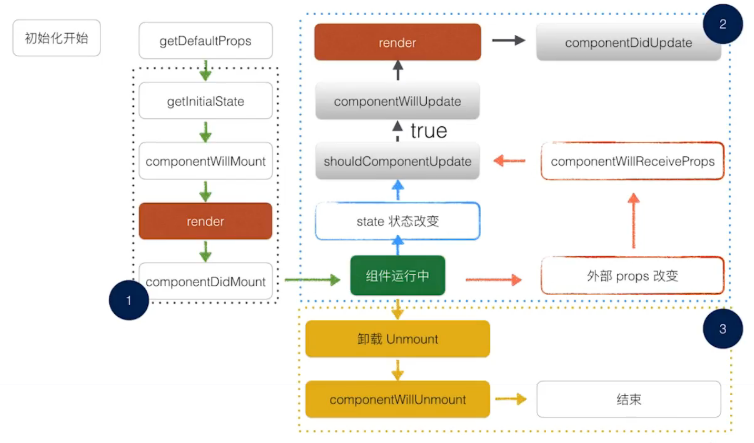 初始化开始
getDefaultProps
getInitialState
componentWillMount
render
componentDidMount
1
2
render
componentDidUpdate
componentWillUpdate
true
shouldComponentUpdate
componentWillReceiveProps
state 状态改变
组件运行中
外部 props 改变
3
卸载 Unmount
componentWillUnmount
结束